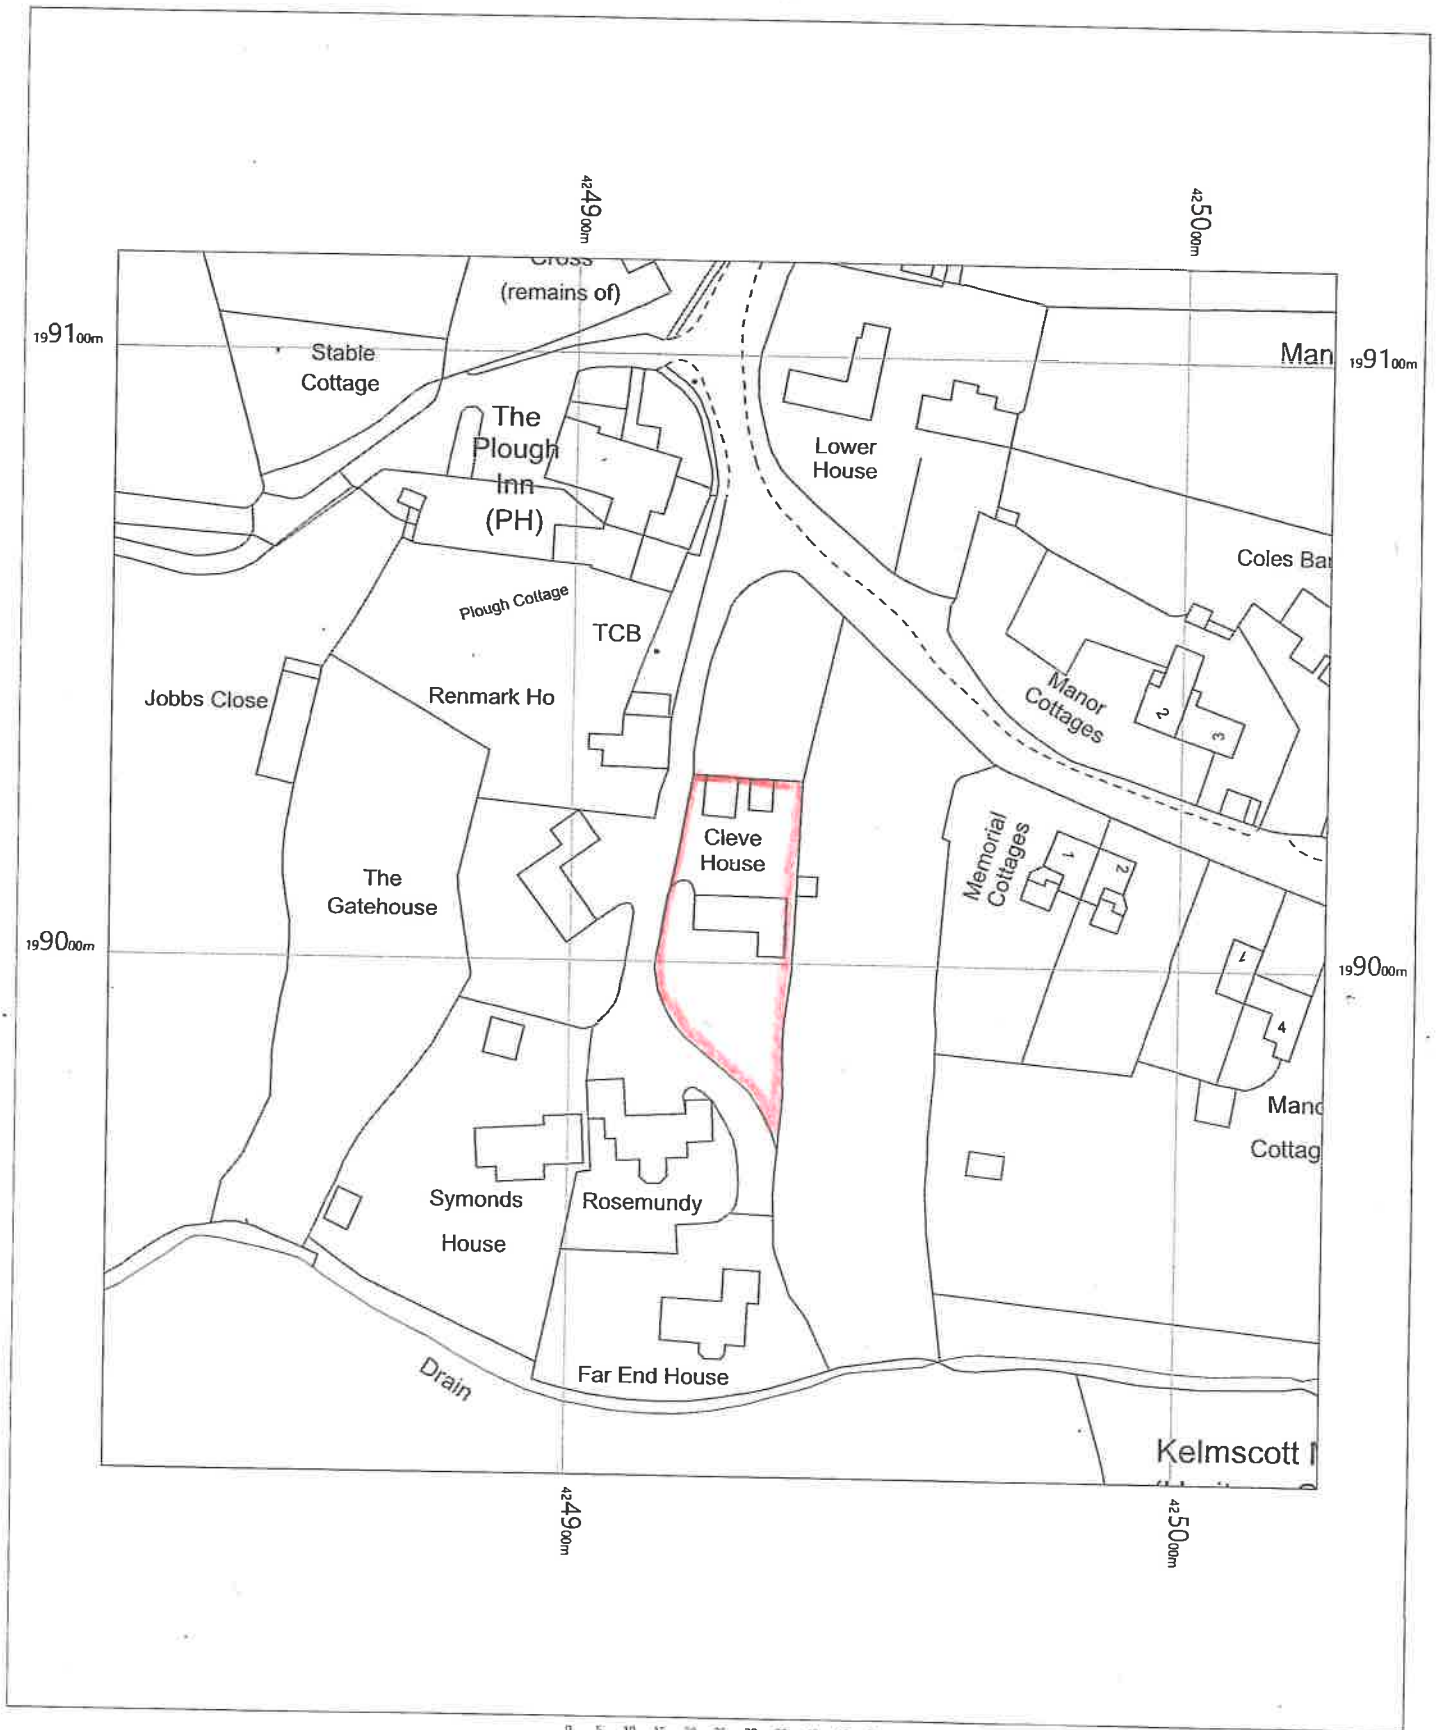 4249 00m
4250 00m
Cross
(remains of)
1991 00m
Stable
Cottage
Man
1991 00m
The
Plough
Inn
(PH)
Lower
House
Coles Bar
Plough Cottage
TCB
Jobbs Close
Renmark Ho
Manor
Cottages
2
3
Cleve
House
Memorial
Cottages
1
2
The
Gatehouse
1990 00m
1
1990 00m
4
Mano
Cottag
Symonds
House
Rosemundy
Far End House
Drain
Kelmscott
4249 00m
4250 00m